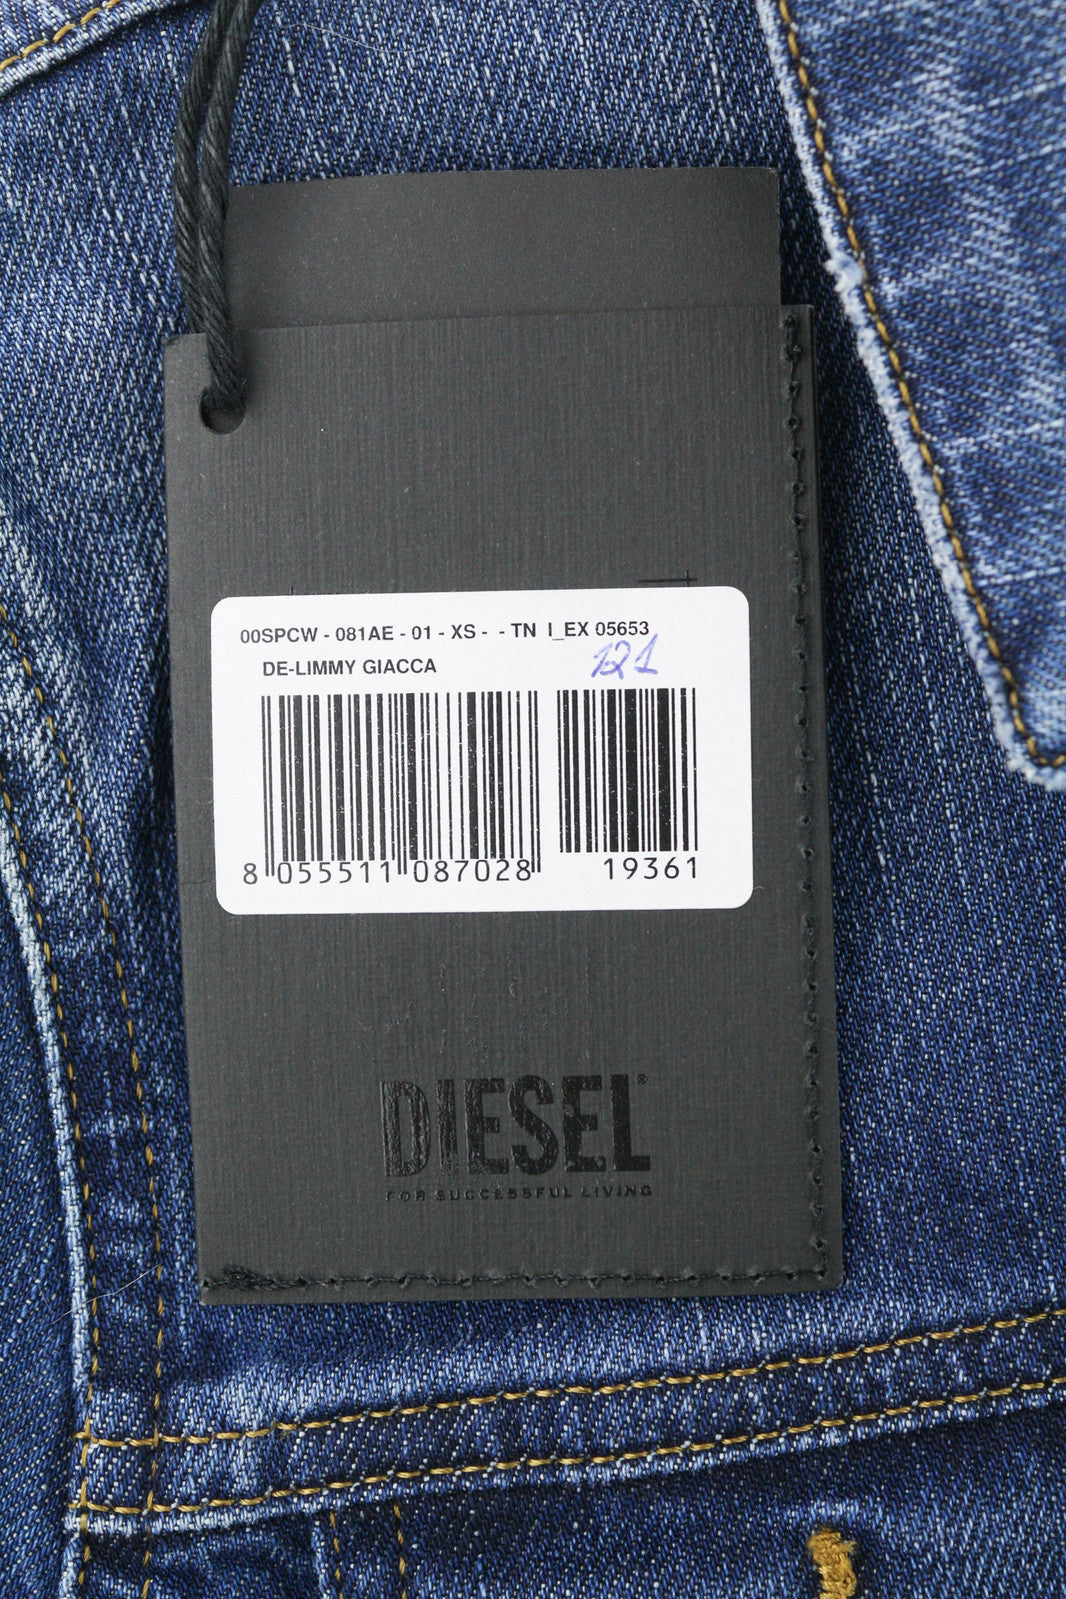 00SPCW - 081AE - 01 - XS - - TN I_EX 05653
DE-LIMMY GIACCA
121
8 055511 087028
19361
DIESEL®
FOR SUCCESSFUL LIVING